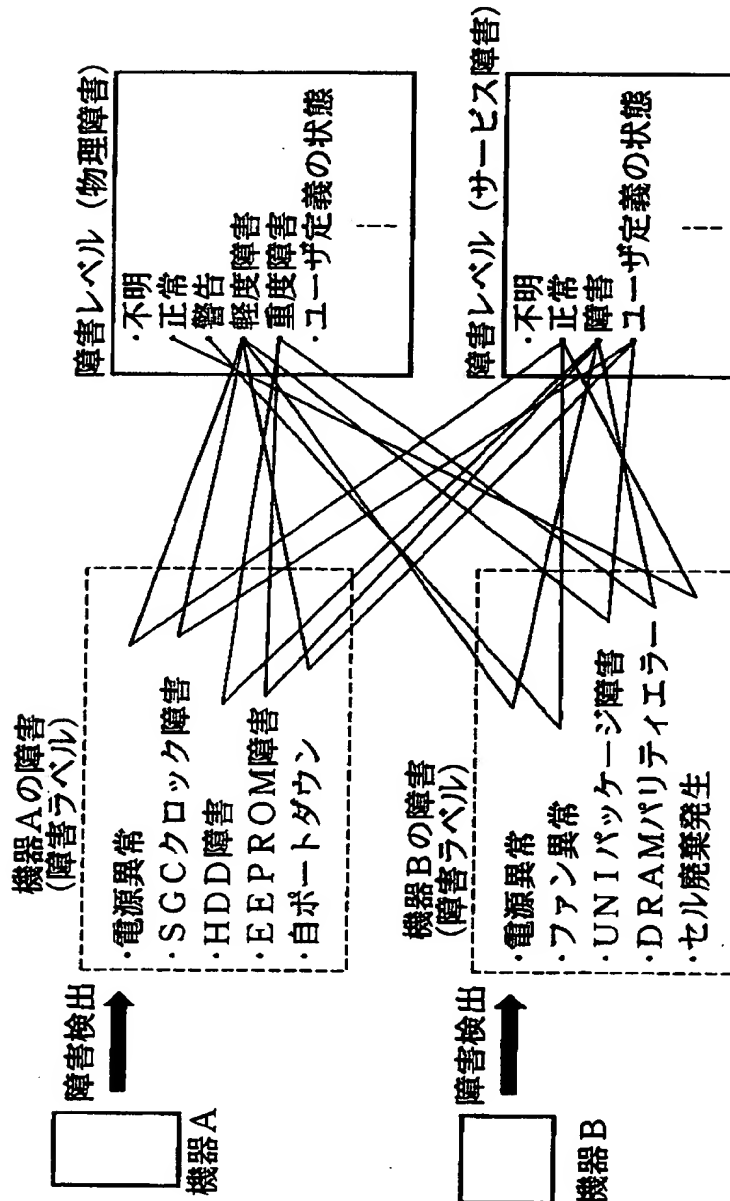 機器A
障害検出
機器Aの障害
(障害ラベル)
・電源異常
・SGCクロック障害
・HDD障害
・EEPROM障害
・自ポートダウン
障害レベル (物理障害)
・不明
・正常
・警告
・軽度障害
・重度障害
・ユーザ定義の状態
機器B
障害検出
機器Bの障害
(障害ラベル)
・電源異常
・ファン異常
・UNIパッケージ障害
・DRAMパリティエラー
・セル廃棄発生
障害レベル (サービス障害)
・不明
・正常
・障害
・ユーザ定義の状態